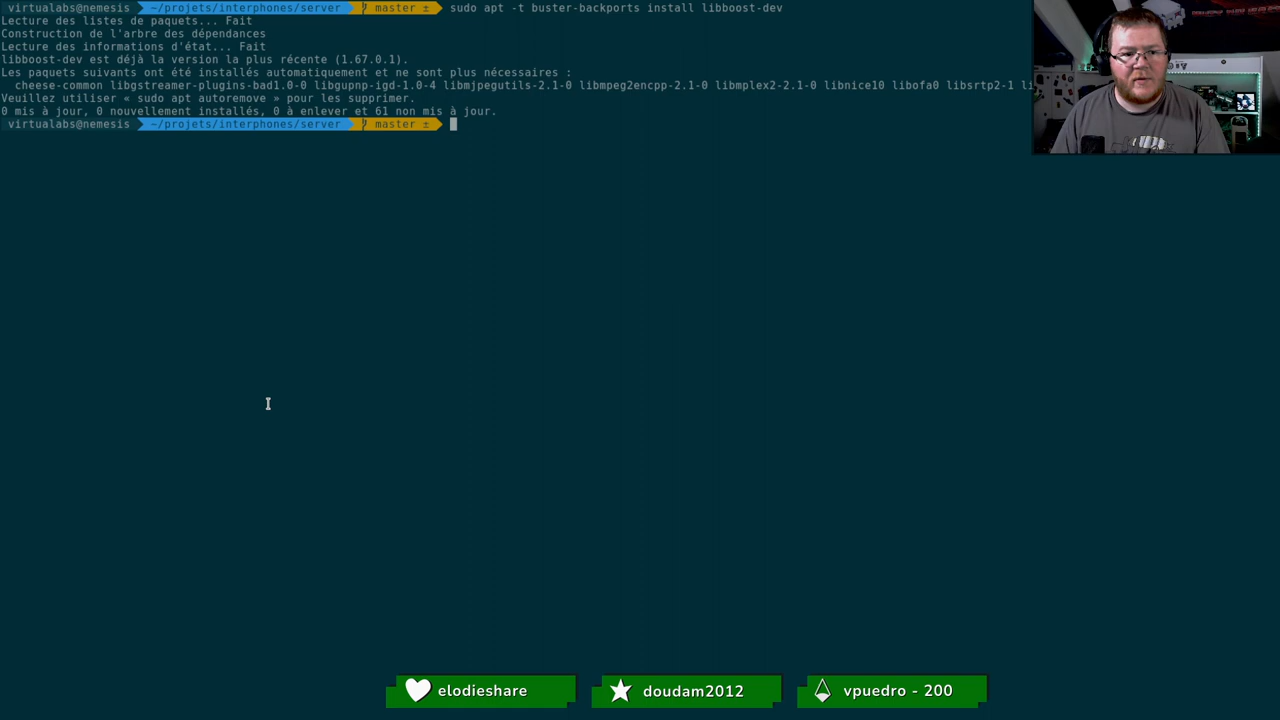 virtualabs@nemesis ~/projets/interphones/server master ± sudo apt -t buster-backports install libboost-dev
Lecture des listes de paquets... Fait
Construction de l'arbre des dépendances
Lecture des informations d'état... Fait
libboost-dev est déjà la version la plus récente (1.67.0.1).
Les paquets suivants ont été installés automatiquement et ne sont plus nécessaires :
cheese-common libgstreamer-plugins-bad1.0-0 libgupnp-igd-1.0-4 libmjpegutils-2.1-0 libmpeg2encpp-2.1-0 libmplex2-2.1-0 libnice10 libofa0 libsrtp2-1 li
Veuillez utiliser « sudo apt autoremove » pour les supprimer.
0 mis à jour, 0 nouvellement installés, 0 à enlever et 61 non mis à jour.
virtualabs@nemesis ~/projets/interphones/server master ±
elodieshare
doudam2012
vpuedro - 200